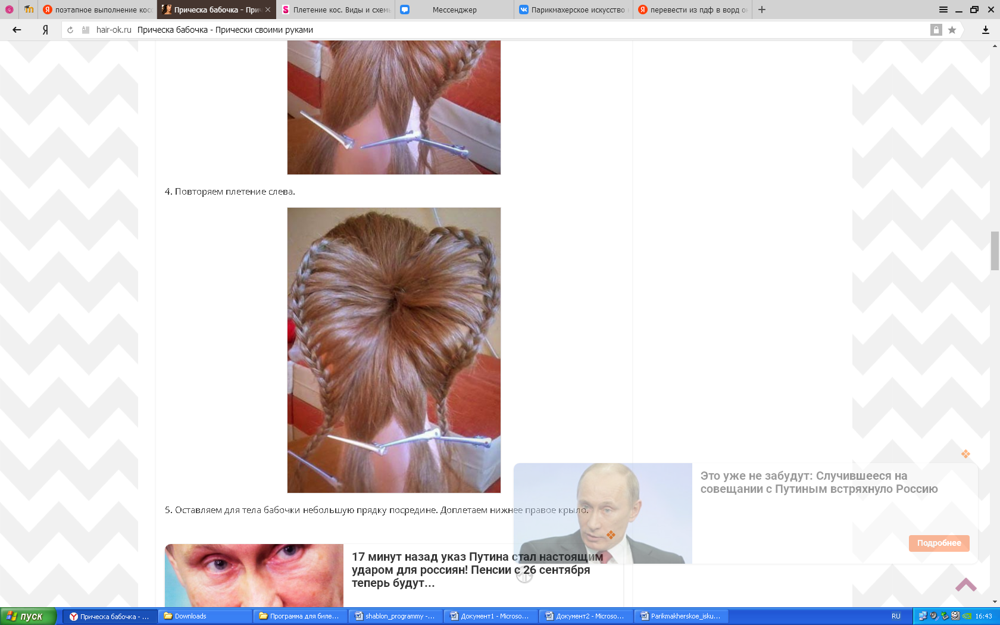 поэтапное выполнение кос
Прическа бабочка - При
Плетение кос. Виды и схем
Мессенджер
Парикмахерское искусство
перевести из пдф в ворд о
hair-ok.ru Прическа бабочка - Прически своими руками
4. Повторяем плетение слева.
5. Оставляем для тела бабочки небольшую прядку посредине. Доплетаем нижнее правое крыло.
Это уже не забудут: Случившееся на
совещании с Путиным встряхнуло Россию
Подробнее
17 минут назад указ Путина стал настоящим
ударом для россиян! Пенсии с 26 сентября
теперь будут...
пуск
Прическа бабочка - ...
Downloads
Программа для биле...
shablon_programmy -...
Документ1 - Microso...
Документ2 - Microso...
Parikmakherskoe_isku...
RU
16:43